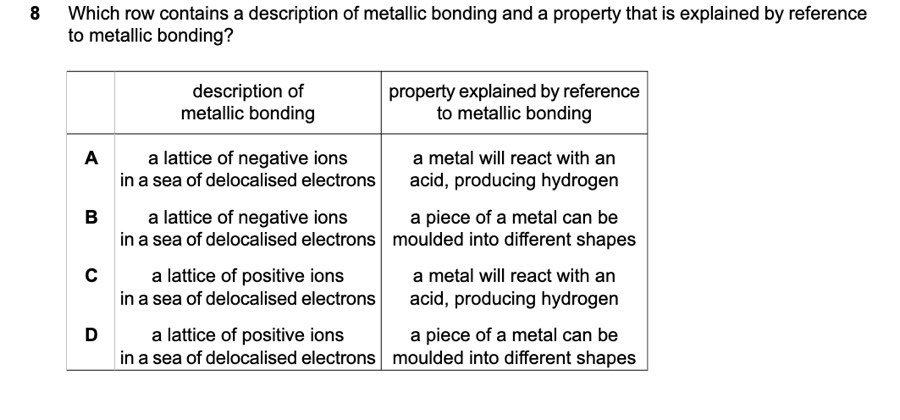 8 Which row contains a description of metallic bonding and a property that is explained by reference
to metallic bonding?
description of property explained by reference
metallic bonding to metallic bonding
A a lattice of negative ions a metal will react with an
in a sea of delocalised electrons acid, producing hydrogen
B a lattice of negative ions a piece of a metal can be
in a sea of delocalised electrons moulded into different shapes
C a lattice of positive ions a metal will react with an
in a sea of delocalised electrons acid, producing hydrogen
D a lattice of positive ions a piece of a metal can be
in a sea of delocalised electrons moulded into different shapes